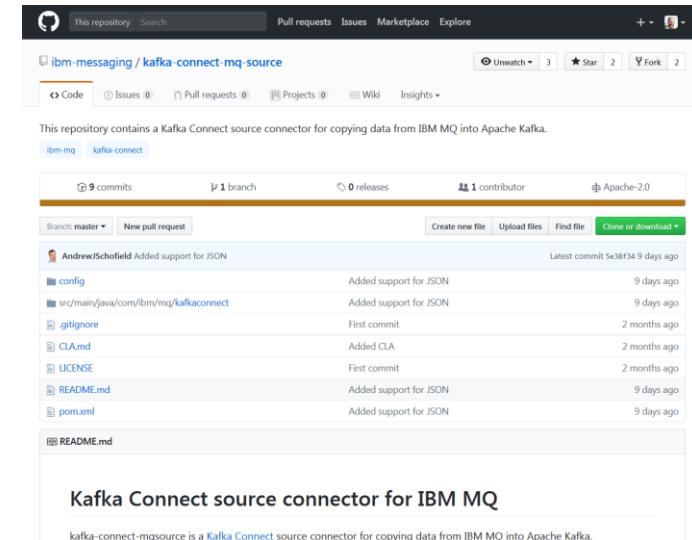 This repository Search Pull requests Issues Marketplace Explore
ibm-messaging / kafka-connect-mq-source Unwatch 3 Star 2 Fork 2
Code Issues 0 Pull requests 0 Projects 0 Wiki Insights
This repository contains a Kafka Connect source connector for copying data from IBM MQ into Apache Kafka.
ibm-mq kafka-connect
9 commits 1 branch 0 releases 1 contributor Apache-2.0
Branch: master New pull request Create new file Upload files Find file Clone or download
AndrewJSchofield Added support for JSON Latest commit 5e38f34 9 days ago
config Added support for JSON 9 days ago
src/main/java/com/ibm/mq/kafkaconnect Added support for JSON 9 days ago
.gitignore First commit 2 months ago
CLA.md Added CLA 2 months ago
LICENSE First commit 2 months ago
README.md Added support for JSON 9 days ago
pom.xml Added support for JSON 9 days ago
README.md
Kafka Connect source connector for IBM MQ
kafka-connect-mqsource is a Kafka Connect source connector for copying data from IBM MQ into Apache Kafka.